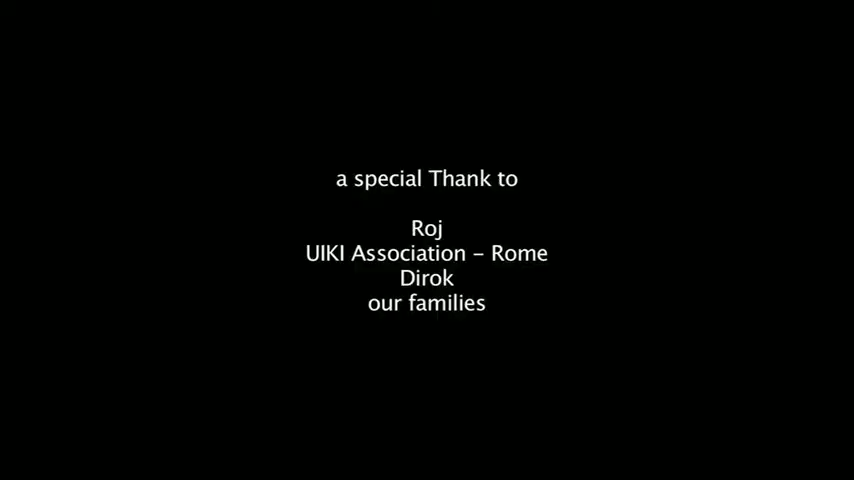 a special Thank to
Roj
UIKI Association - Rome
Dirok
our families